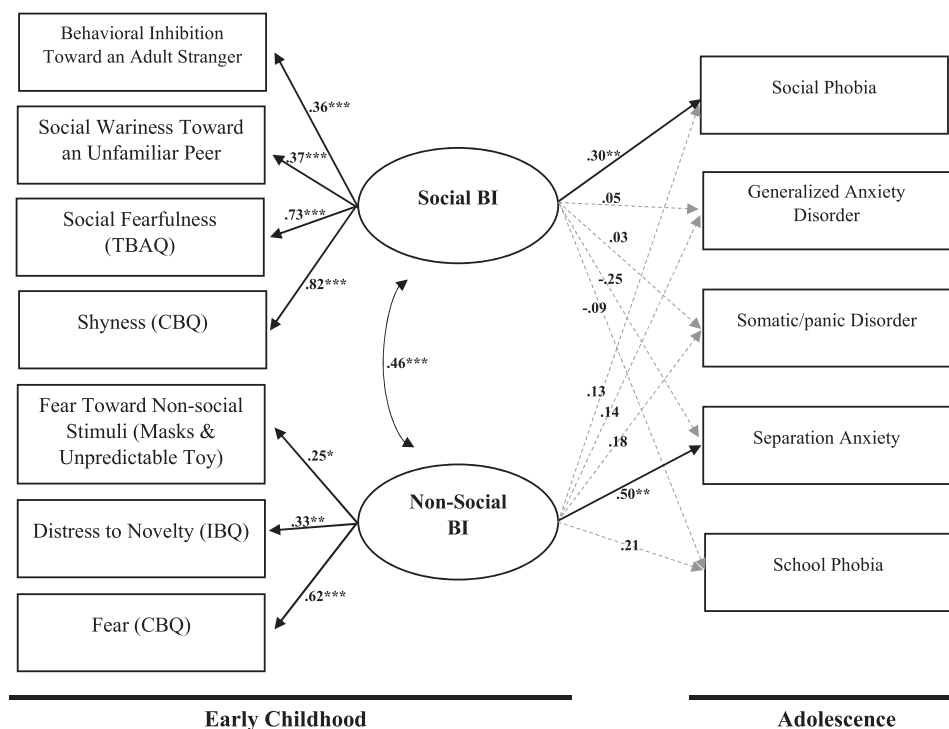 Behavioral Inhibition
Toward an Adult Stranger
Social Wariness Toward
an Unfamiliar Peer
Social Fearfulness
(TBAQ)
Shyness (CBQ)
Fear Toward Non-social
Stimuli (Masks &
Unpredictable Toy)
Distress to Novelty (IBQ)
Fear (CBQ)
.36***
.37***
.73***
.82***
.25*
.33**
.62***
Social BI
.46***
Non-Social
BI
.30**
.05
.03
-.25
-.09
.13
.14
.18
.50**
.21
Social Phobia
Generalized Anxiety
Disorder
Somatic/panic Disorder
Separation Anxiety
School Phobia
Early Childhood
Adolescence